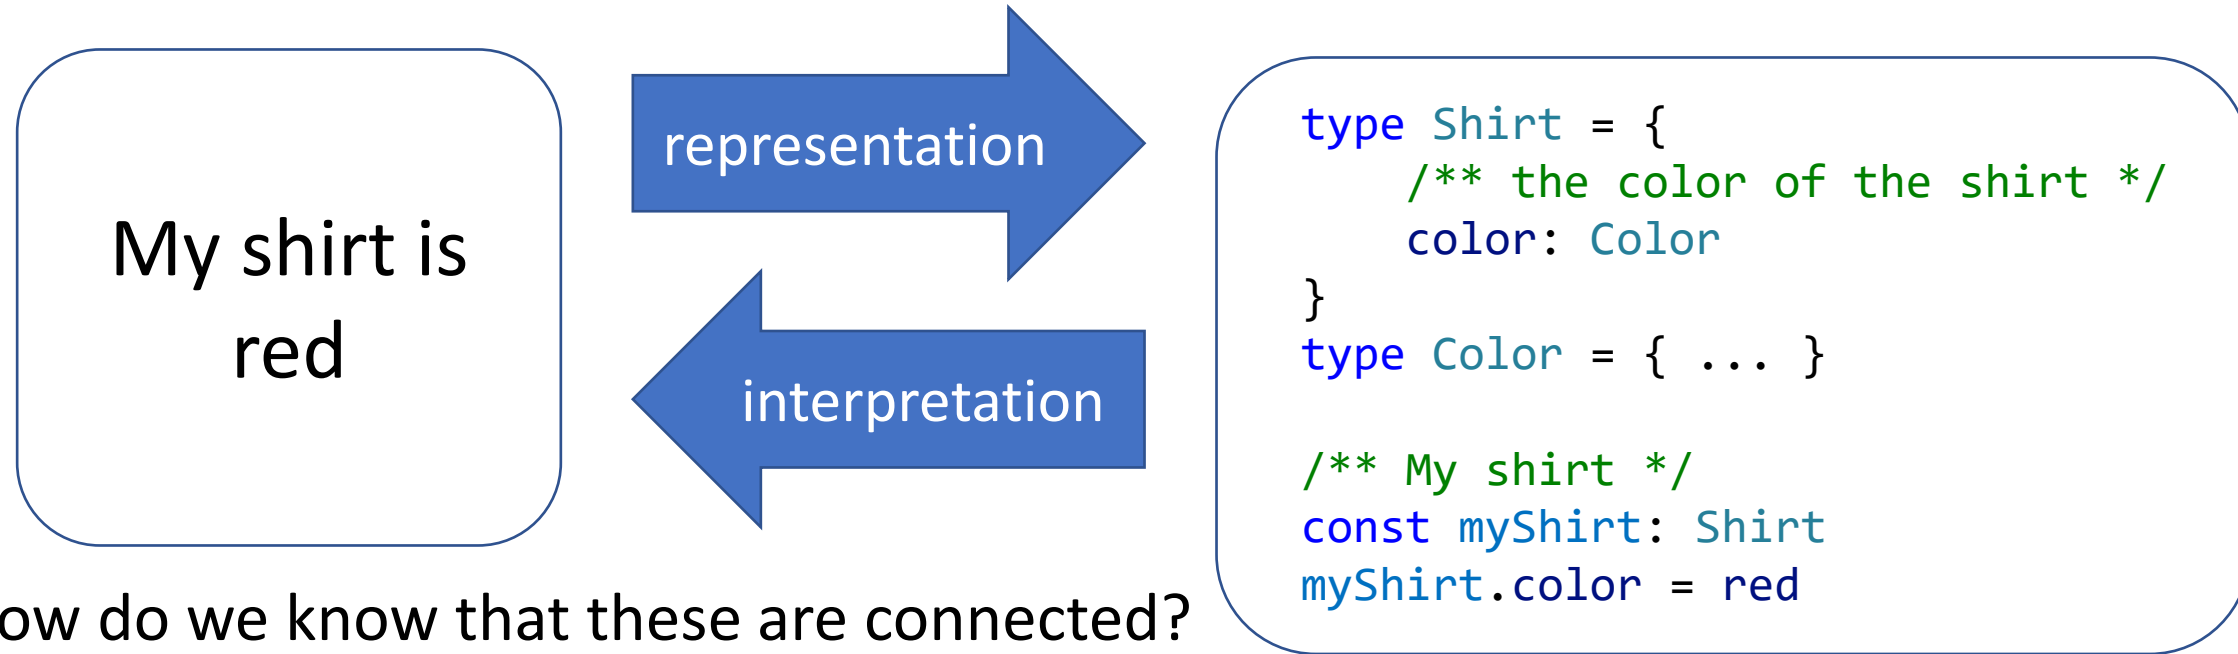 My shirt is
red
representation
interpretation
type Shirt = {
    /** the color of the shirt */
    color: Color
}
type Color = { ... }
/** My shirt */
const myShirt: Shirt
myShirt.color = red
ow do we know that these are connected?